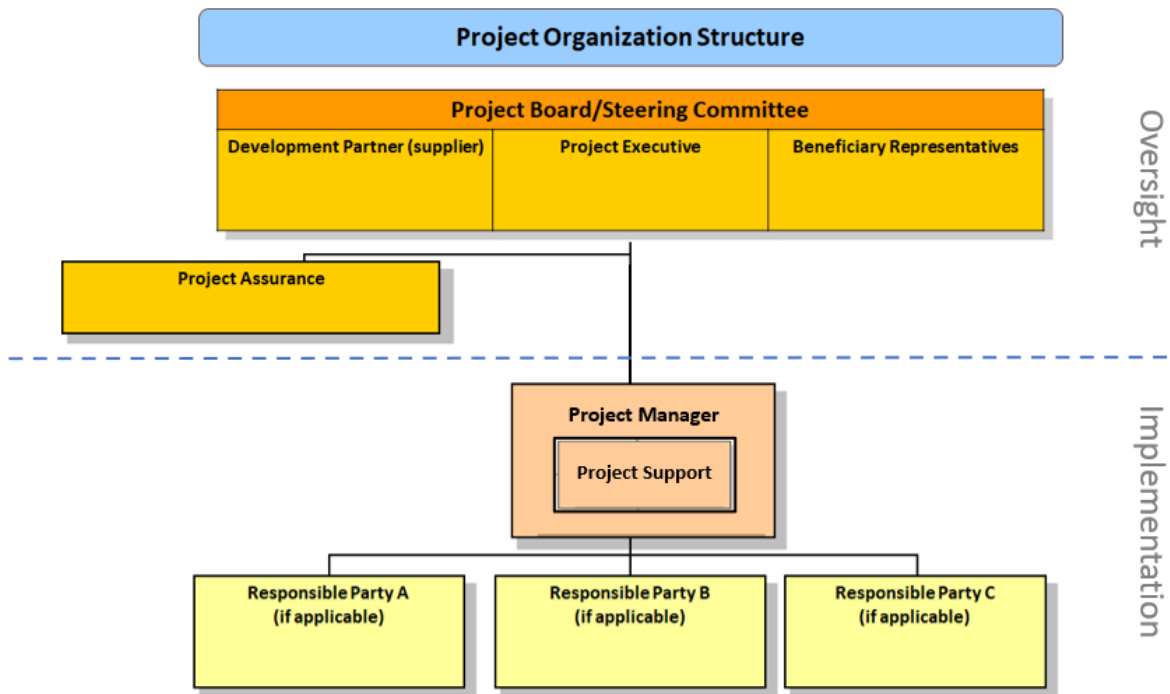 Project Organization Structure
Project Board/Steering Committee
Development Partner (supplier)
Project Executive
Beneficiary Representatives
Oversight
Project Assurance
Project Manager
Project Support
Implementation
Responsible Party A
(if applicable)
Responsible Party B
(if applicable)
Responsible Party C
(if applicable)